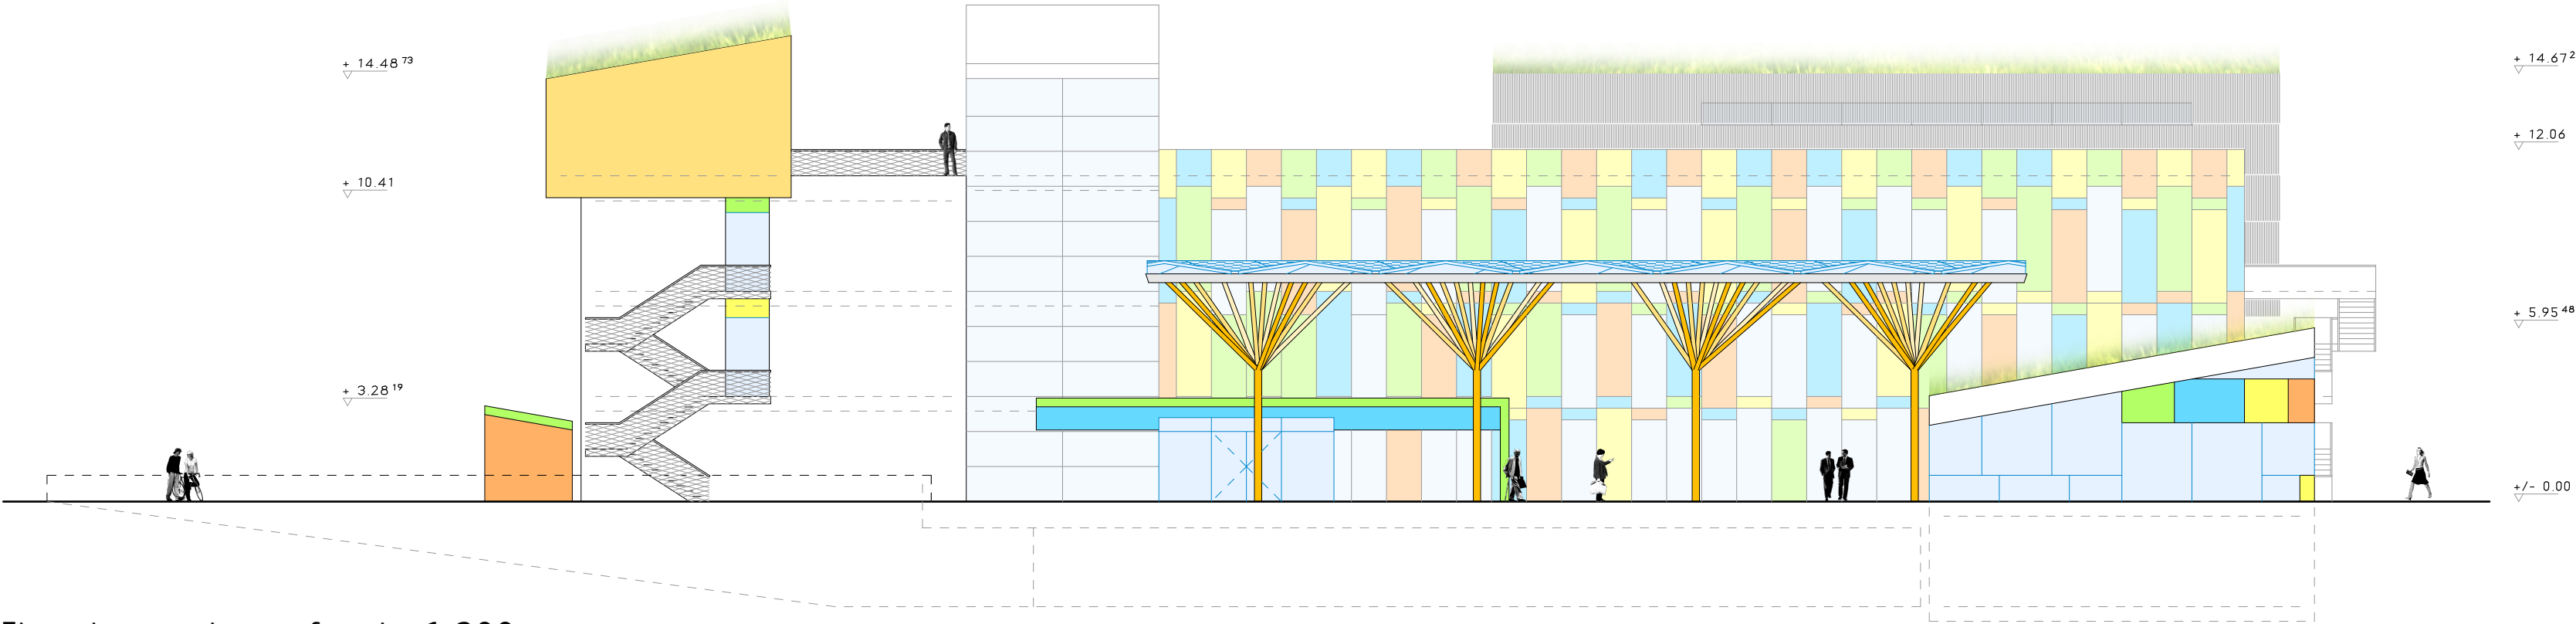 + 14.48 73
+ 10.41
+ 3.28 19
+ 14.67 2
+ 12.06
+ 5.95 48
+/- 0.00